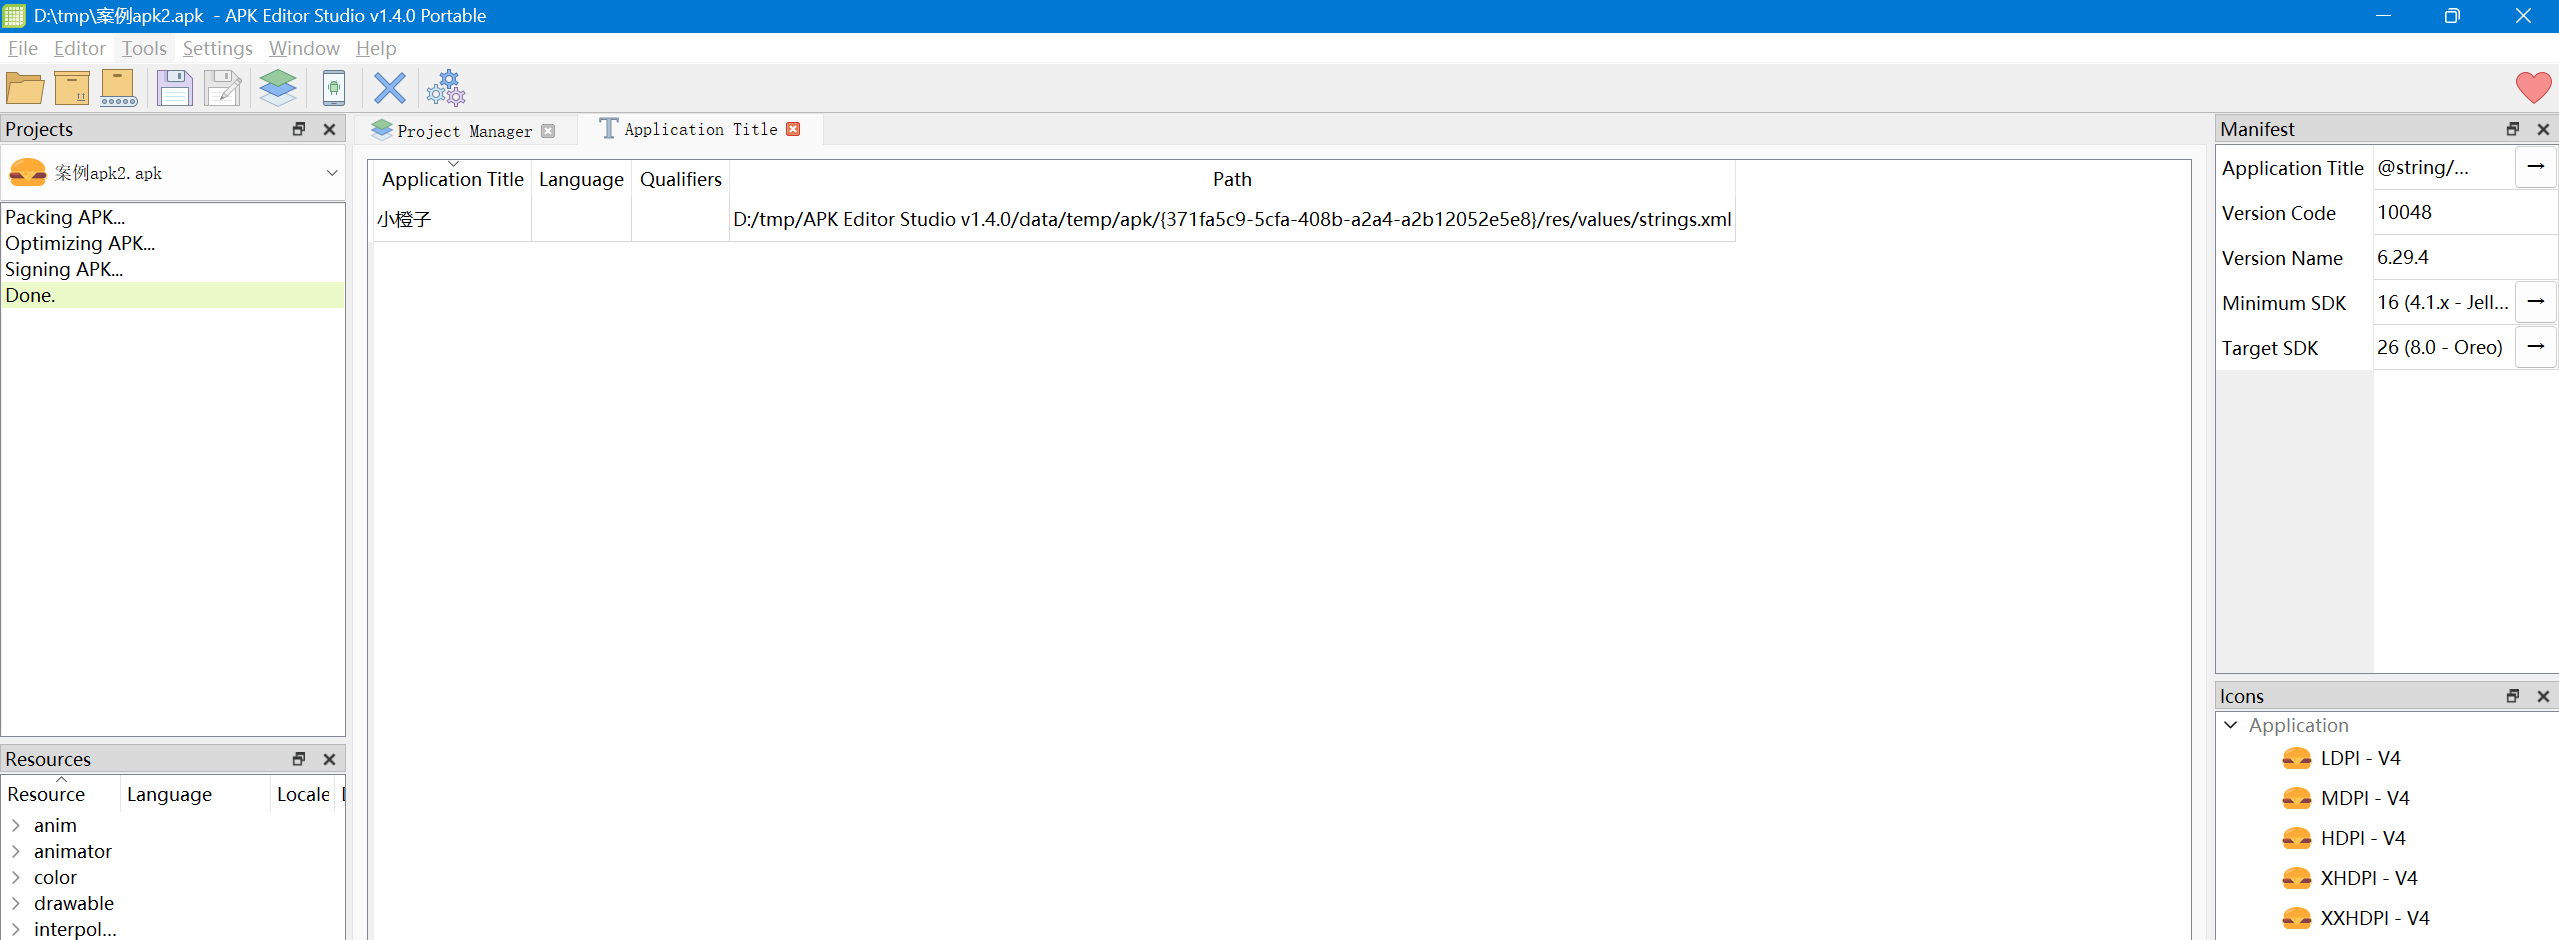 D:\tmp\案例apk2.apk - APK Editor Studio v1.4.0 Portable
File Editor Tools Settings Window Help
Projects
案例apk2.apk
Packing APK...
Optimizing APK...
Signing APK...
Done.
Resources
Resource Language Locale
anim
animator
color
drawable
interpol...
Project Manager
Application Title
Application Title Language Qualifiers Path
小橙子 D:/tmp/APK Editor Studio v1.4.0/data/temp/apk/{371fa5c9-5cfa-408b-a2a4-a2b12052e5e8}/res/values/strings.xml
Manifest
Application Title @string/...
Version Code 10048
Version Name 6.29.4
Minimum SDK 16 (4.1.x - Jell...
Target SDK 26 (8.0 - Oreo)
Icons
Application
LDPI - V4
MDPI - V4
HDPI - V4
XHDPI - V4
XXHDPI - V4